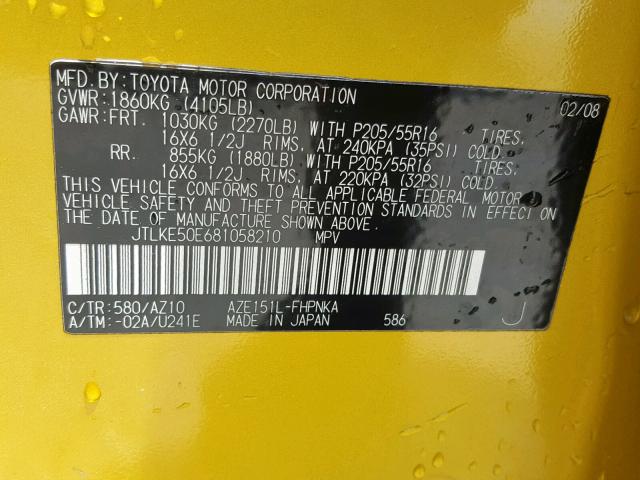 MFD.BY:TOYOTA MOTOR CORPORATION 02/08
GVWR:1860KG (4105LB)
GAWR:FRT. 1030KG (2270LB) WITH P205/55R16 TIRES,
16X6 1/2J RIMS, AT 240KPA (35PSI) COLD.
RR. 855KG (1880LB) WITH P205/55R16 TIRES,
16X6 1/2J RIMS, AT 220KPA (32PSI) COLD.
THIS VEHICLE CONFORMS TO ALL APPLICABLE FEDERAL MOTOR
VEHICLE SAFETY AND THEFT PREVENTION STANDARDS IN EFFECT ON
THE DATE OF MANUFACTURE SHOWN ABOVE.
JTLKE50E681058210 MPV
C/TR:580/AZ10 AZE151L-FHPNKA
A/TM:-02A/U241E MADE IN JAPAN 586 J